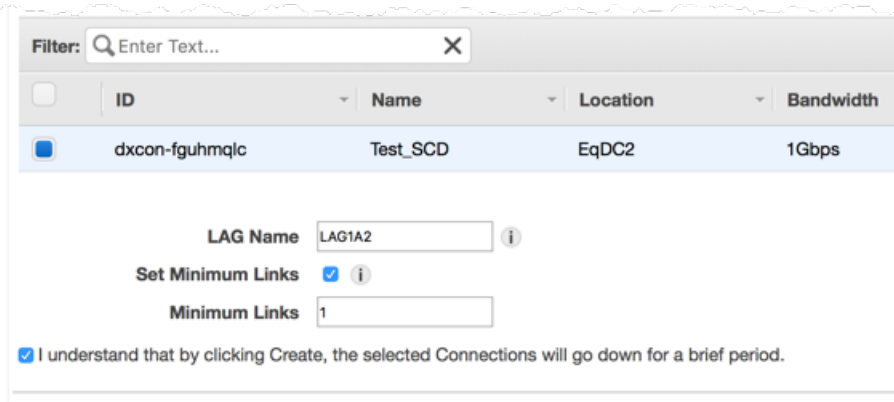 Filter: Enter Text...
ID Name Location Bandwidth
dxcon-fguhmqlc Test_SCD EqDC2 1Gbps
LAG Name LAG1A2
Set Minimum Links
Minimum Links 1
I understand that by clicking Create, the selected Connections will go down for a brief period.